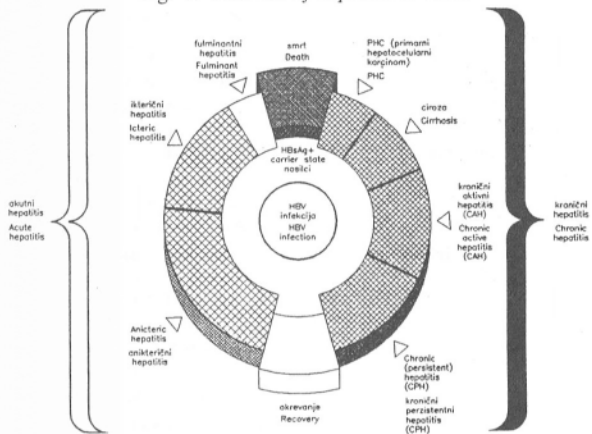 fulminantni
hepatitis
Fulminant
hepatitis
smrt
Death
PHC (primarni
hepatocelularni
karcinom)
PHC
ikterični
hepatitis
Icteric
hepatitis
ciroza
Cirrhosis
HBsAg+
carrier state
nosilci
akutni
hepatitis
Acute
hepatitis
HBV
infekcija
HBV
infection
kronični
aktivni
hepatitis
(CAH)
Chronic
active
hepatitis
(CAH)
kronični
hepatitis
Chronic
hepatitis
Anicteric
hepatitis
anikterični
hepatitis
Chronic
(persistent)
hepatitis
(CPH)
kronični
perzistentni
hepatitis
(CPH)
okrevanje
Recovery